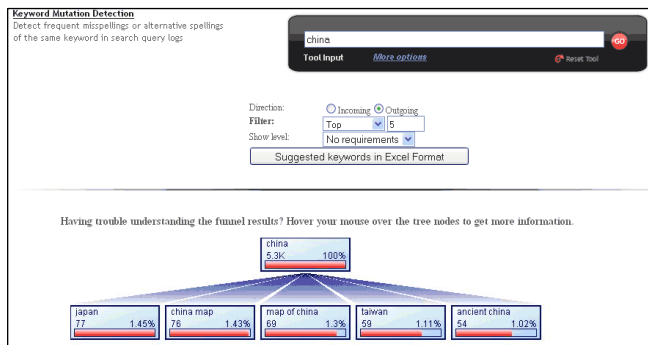 Keyword Mutation Detection
Detect frequent misspellings or alternative spellings
of the same keyword in search query logs
china
GO
Tool Input More options Reset Tool
Direction: Incoming Outgoing
Filter: Top 5
Show level: No requirements
Suggested keywords in Excel Format
Having trouble understanding the funnel results? Hover your mouse over the tree nodes to get more information.
china
5.3K 100%
japan
77 1.45%
china map
76 1.43%
map of china
69 1.3%
taiwan
59 1.11%
ancient china
54 1.02%